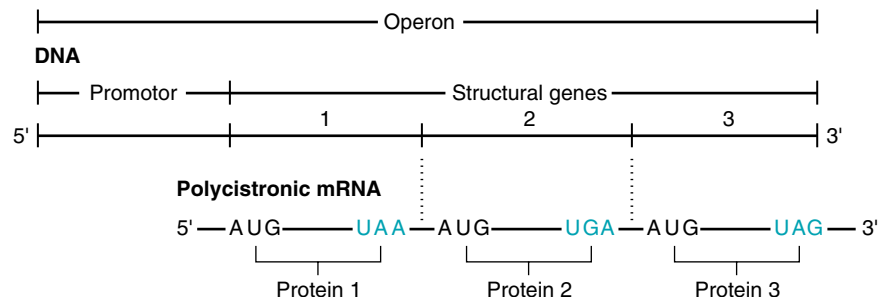 Operon
DNA
Promotor Structural genes
1 2 3
5' 3'
Polycistronic mRNA
5' AUG UAA AUG UGA AUG UAG 3'
Protein 1 Protein 2 Protein 3